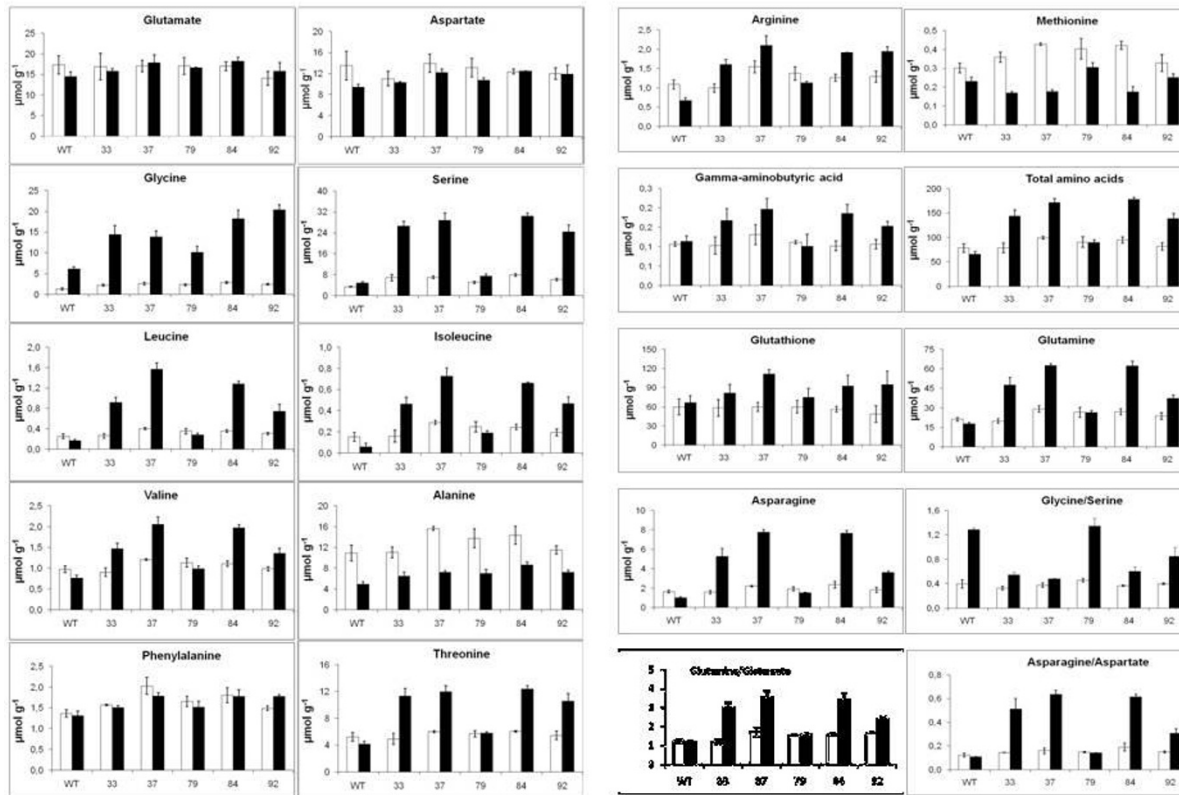 Glutamate
µmol g-1
25
20
15
10
5
0
WT 33 37 79 84 92
Aspartate
20
16
12
8
4
0
WT 33 37 79 84 92
Glycine
µmol g-1
25
20
15
10
5
0
WT 33 37 79 84 92
Serine
40
32
24
16
8
0
WT 33 37 79 84 92
Leucine
µmol g-1
2,0
1,6
1,2
0,8
0,4
0,0
WT 33 37 79 84 92
Isoleucine
1,0
0,8
0,6
0,4
0,2
0,0
WT 33 37 79 84 92
Valine
µmol g-1
2,5
2,0
1,5
1,0
0,5
0,0
WT 33 37 79 84 92
Alanine
20
16
12
8
4
0
WT 33 37 79 84 92
Phenylalanine
µmol g-1
2,5
2,0
1,5
1,0
0,5
0,0
WT 33 37 79 84 92
Threonine
16
12
8
4
0
WT 33 37 79 84 92
Arginine
µmol g-1
2,5
2,0
1,5
1,0
0,5
0,0
WT 33 37 79 84 92
Methionine
0,5
0,4
0,3
0,2
0,1
0
WT 33 37 79 84 92
Gamma-aminobutyric acid
µmol g-1
0,3
0,2
0,2
0,1
0,1
WT 33 37 79 84 92
Total amino acids
200
150
100
50
0
WT 33 37 79 84 92
Glutathione
µmol g-1
150
120
90
60
30
0
WT 33 37 79 84 92
Glutamine
75
60
45
30
15
0
WT 33 37 79 84 92
Asparagine
µmol g-1
10
8
6
4
2
0
WT 33 37 79 84 92
Glycine/Serine
1,6
1,2
0,8
0,4
0,0
WT 33 37 79 84 92
Glutamine/Glutamate
5
4
3
2
1
WT 79 92
Asparagine/Aspartate
0,8
0,6
0,4
0,2
0,0
WT 33 37 79 84 92